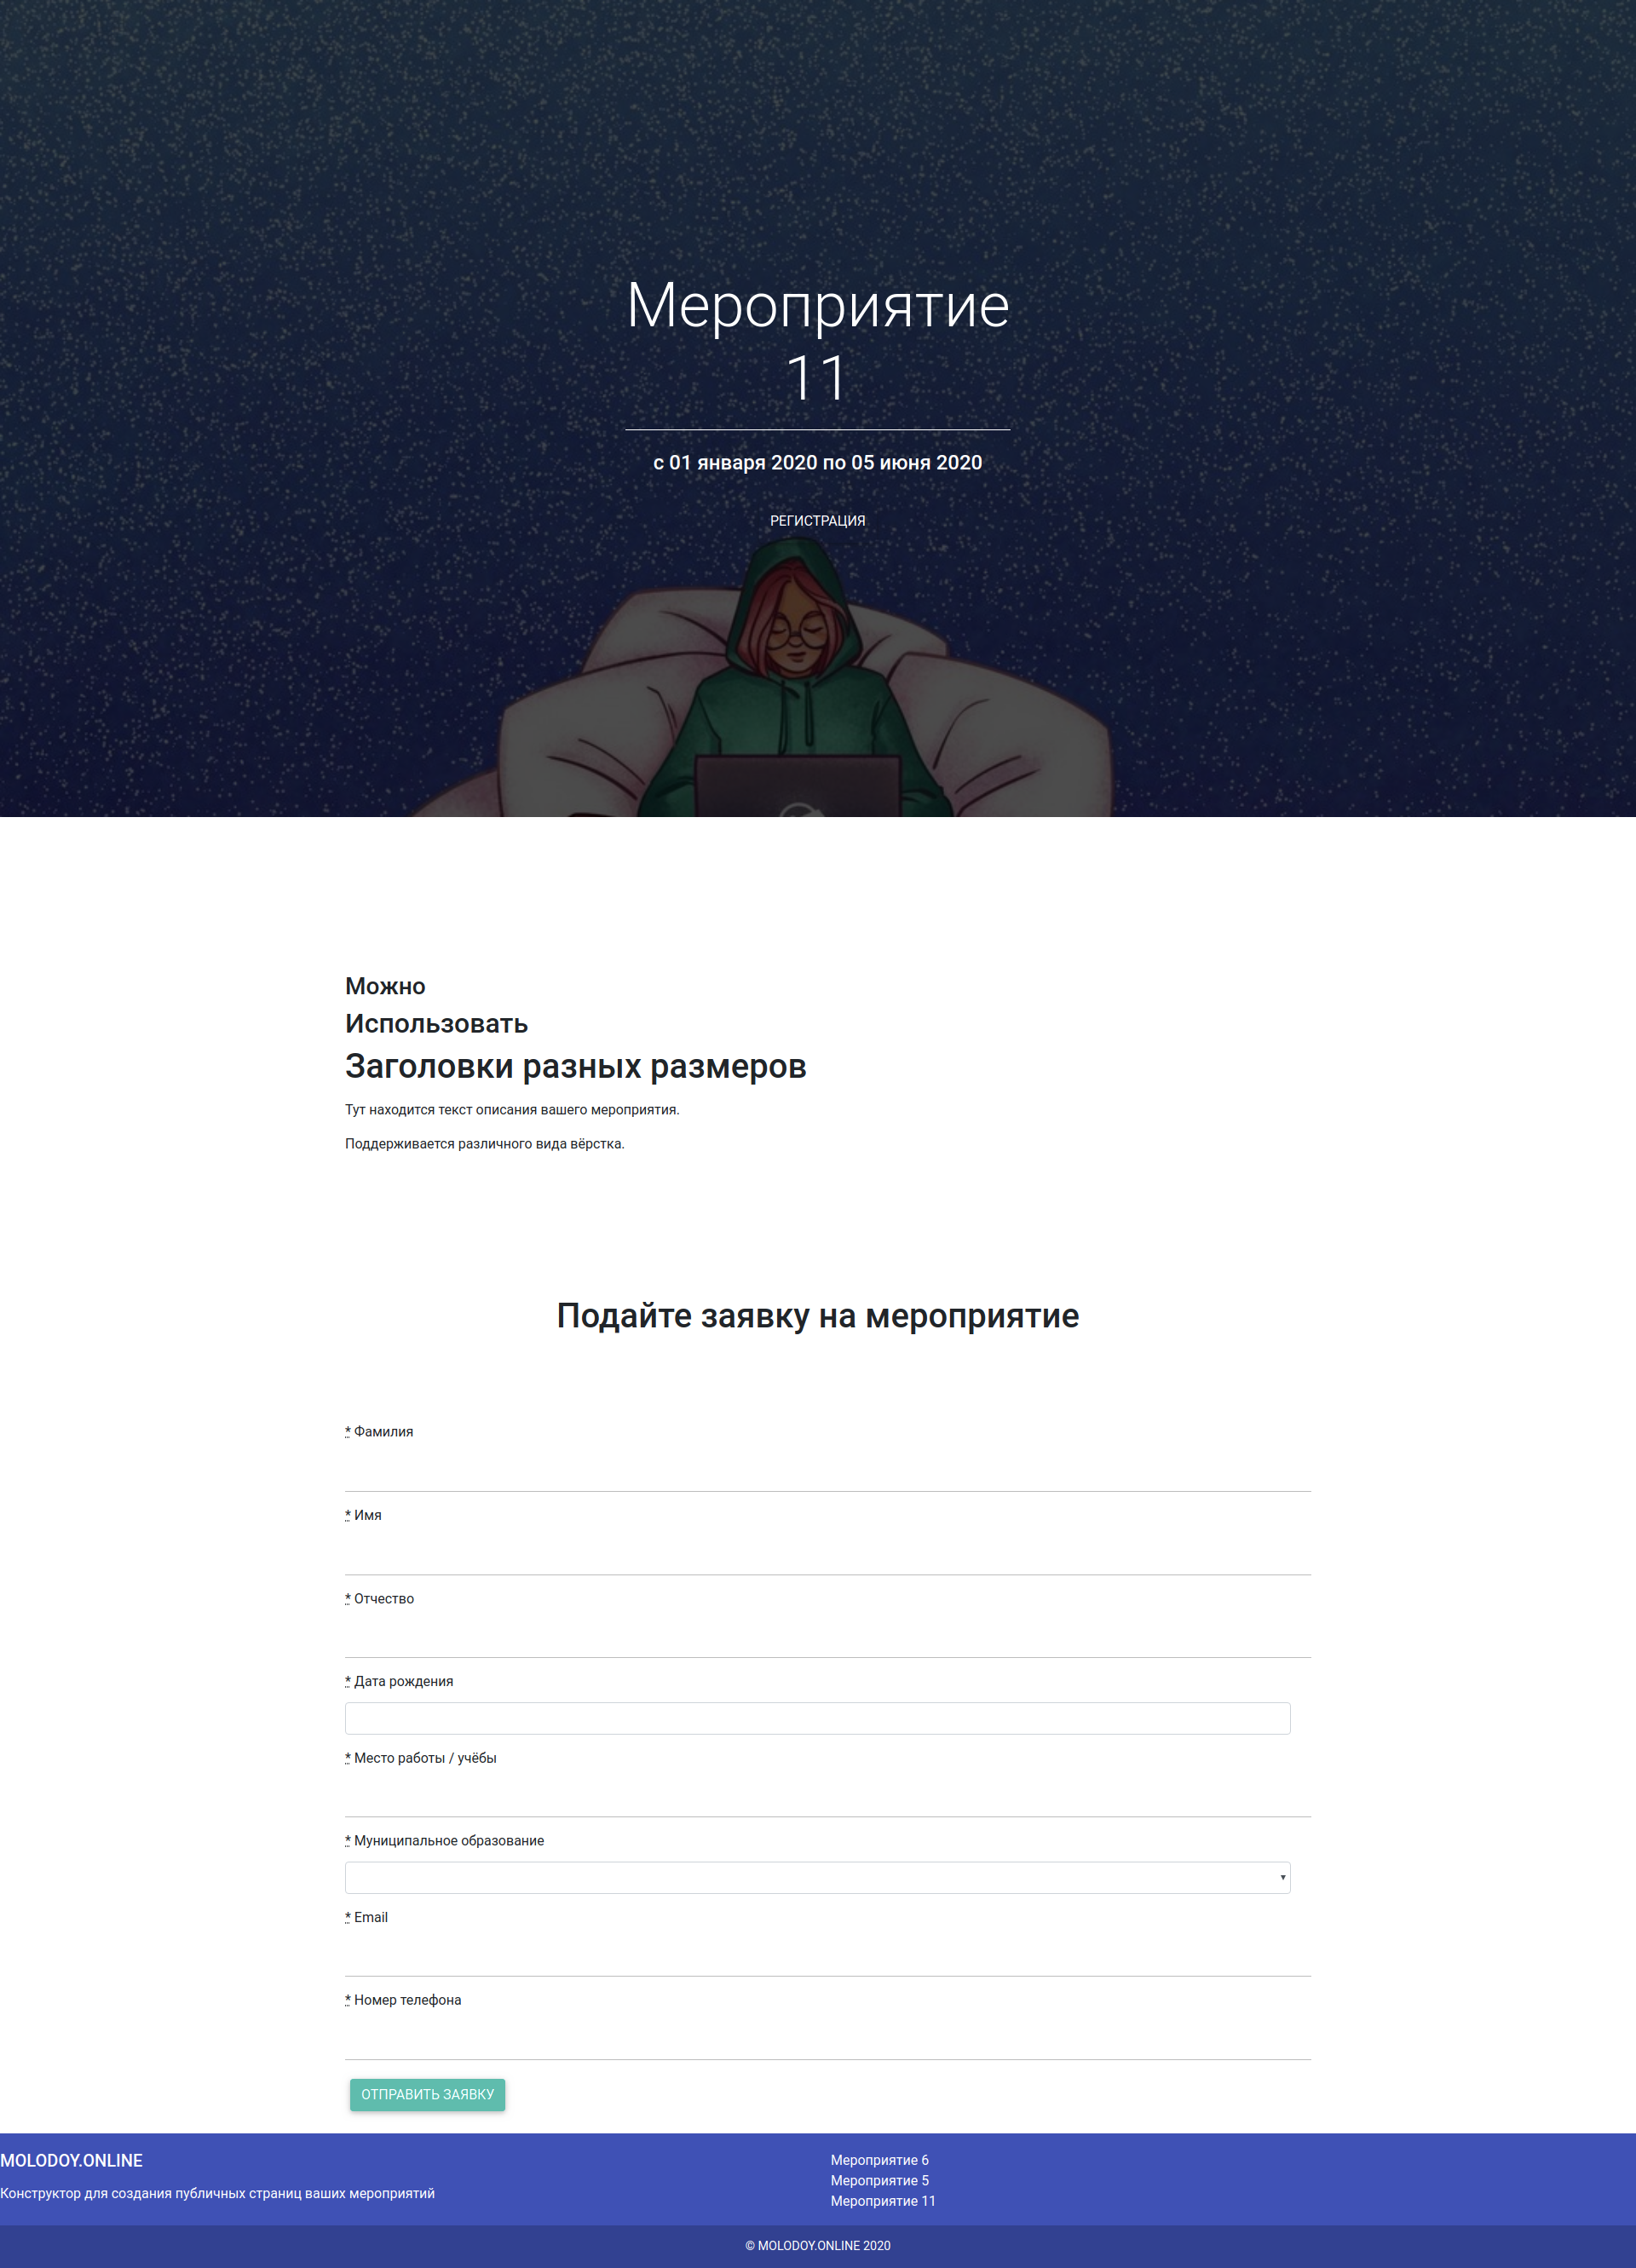 Мероприятие
11
с 01 января 2020 по 05 июня 2020
РЕГИСТРАЦИЯ
Можно
Использовать
Заголовки разных размеров
Тут находится текст описания вашего мероприятия.
Поддерживается различного вида вёрстка.
Подайте заявку на мероприятие
* Фамилия
* Имя
* Отчество
* Дата рождения
* Место работы / учёбы
* Муниципальное образование
* Email
* Номер телефона
ОТПРАВИТЬ ЗАЯВКУ
MOLODOY.ONLINE
Конструктор для создания публичных страниц ваших мероприятий
Мероприятие 6
Мероприятие 5
Мероприятие 11
© MOLODOY.ONLINE 2020